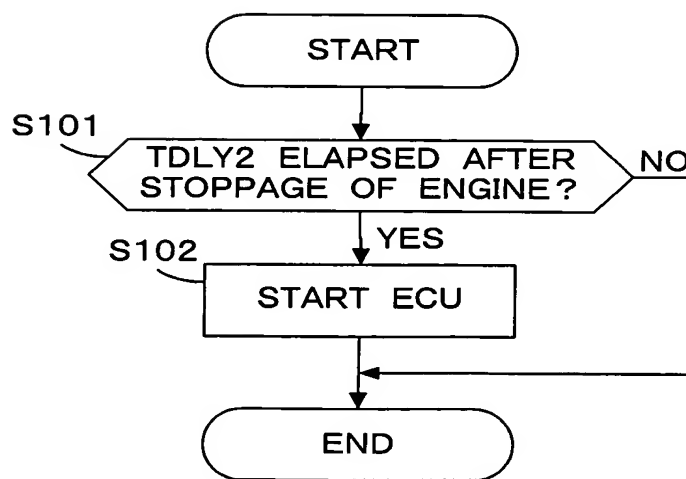 START
S101
TDLY2 ELAPSED AFTER
STOPPAGE OF ENGINE?
NO
YES
S102
START ECU
END